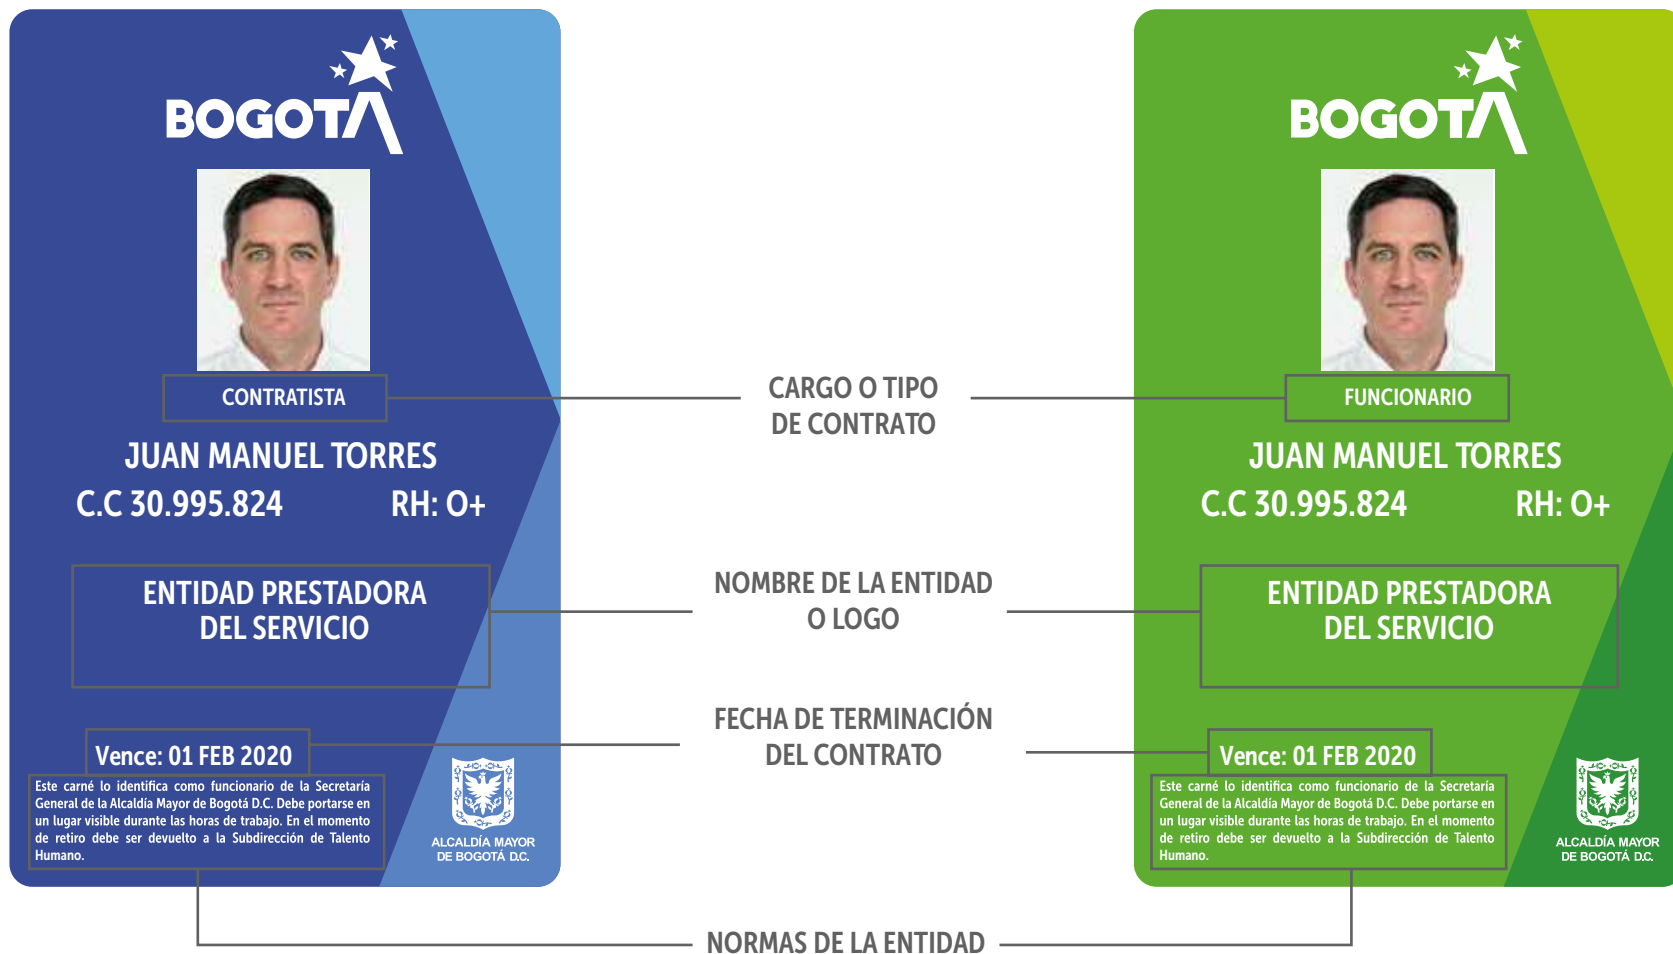 BOGOTÁ
CONTRATISTA
JUAN MANUEL TORRES
C.C 30.995.824 RH: O+
ENTIDAD PRESTADORA
DEL SERVICIO
Vence: 01 FEB 2020
Este carné lo identifica como funcionario de la Secretaría
General de la Alcaldía Mayor de Bogotá D.C. Debe portarse en
un lugar visible durante las horas de trabajo. En el momento
de retiro debe ser devuelto a la Subdirección de Talento
Humano.
ALCALDÍA MAYOR
DE BOGOTÁ D.C.
CARGO O TIPO
DE CONTRATO
NOMBRE DE LA ENTIDAD
O LOGO
FECHA DE TERMINACIÓN
DEL CONTRATO
NORMAS DE LA ENTIDAD
BOGOTÁ
FUNCIONARIO
JUAN MANUEL TORRES
C.C 30.995.824 RH: O+
ENTIDAD PRESTADORA
DEL SERVICIO
Vence: 01 FEB 2020
Este carné lo identifica como funcionario de la Secretaría
General de la Alcaldía Mayor de Bogotá D.C. Debe portarse en
un lugar visible durante las horas de trabajo. En el momento
de retiro debe ser devuelto a la Subdirección de Talento
Humano.
ALCALDÍA MAYOR
DE BOGOTÁ D.C.